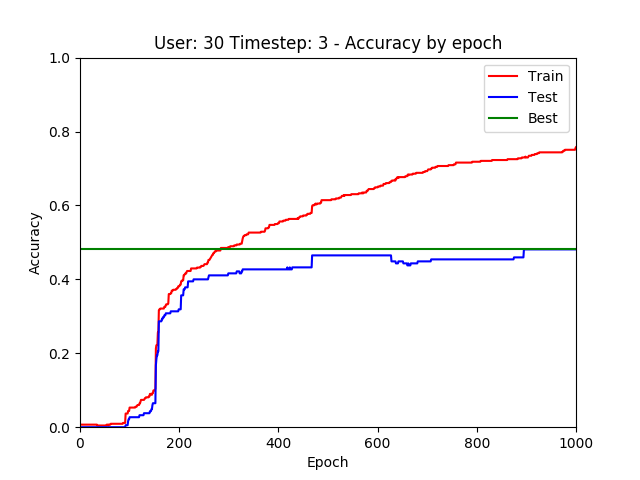 User: 30 Timestep: 3 - Accuracy by epoch
Train
Test
Best
Accuracy
1.0
0.8
0.6
0.4
0.2
0.0
0 200 400 600 800 1000
Epoch